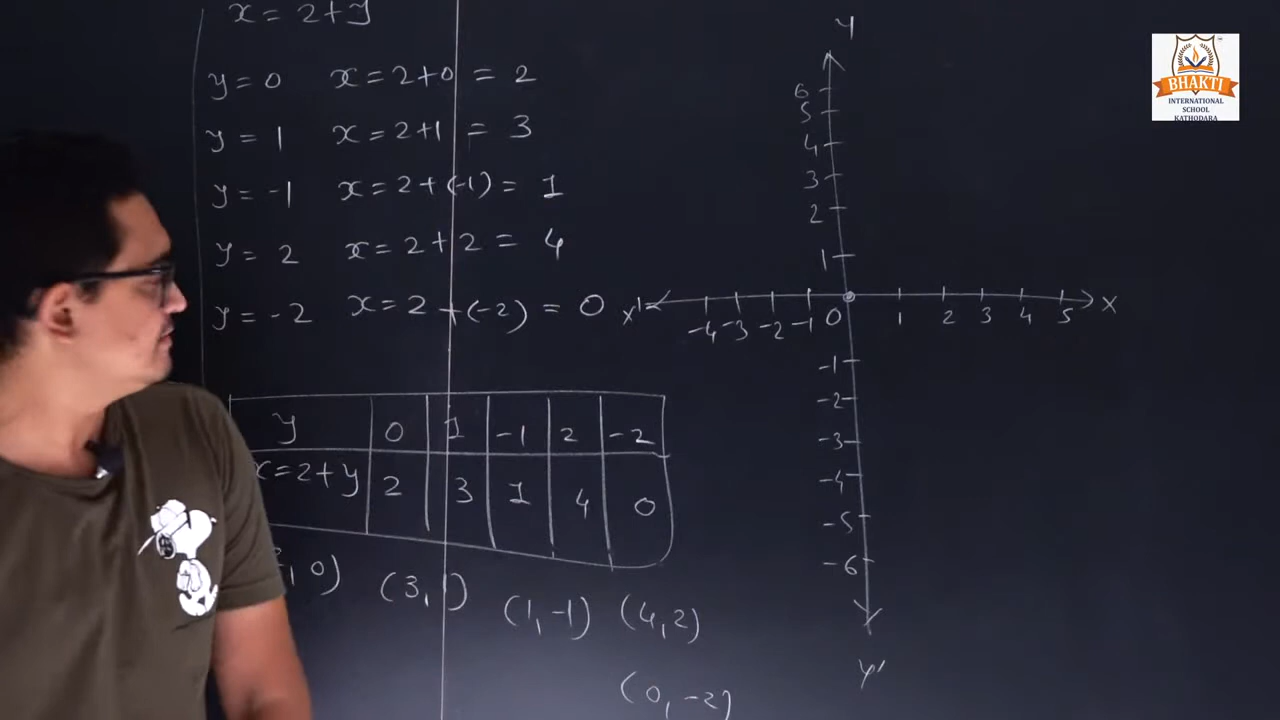 x = 2 + y
y = 0 x = 2 + 0 = 2
y = 1 x = 2 + 1 = 3
y = -1 x = 2 + (-1) = 1
y = 2 x = 2 + 2 = 4
y = -2 x = 2 + (-2) = 0
y 0 1 -1 2 -2
x = 2 + y 2 3 1 4 0
, 0) (3, 1)
(1, -1) (4, 2)
(0, -2)
Y
6
5
4
3
2
1
X' -4 -3 -2 -1 0 1 2 3 4 5 X
-1
-2
-3
-4
-5
-6
Y'
BHAKTI
INTERNATIONAL
SCHOOL
KATHODARA